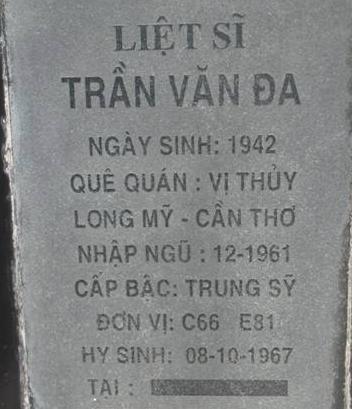 LIỆT SĨ
TRẦN VĂN ĐA
NGÀY SINH: 1942
QUÊ QUÁN : VỊ THỦY
LONG MỸ - CẦN THƠ
NHẬP NGŨ : 12-1961
CẤP BẬC: TRUNG SỸ
ĐƠN VỊ: C66 E81
HY SINH: 08-10-1967
TẠI :